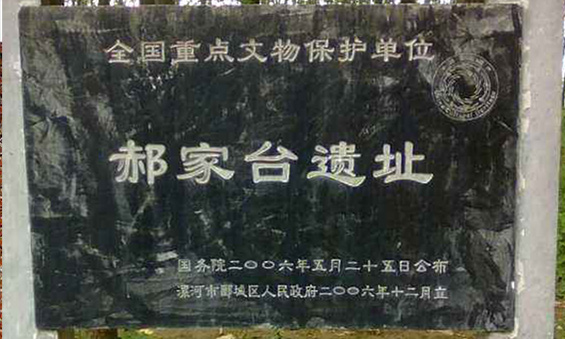 全国重点文物保护单位
郝家台遗址
国务院二〇〇六年五月二十五日公布
漯河市郾城区人民政府二〇〇六年十二月立